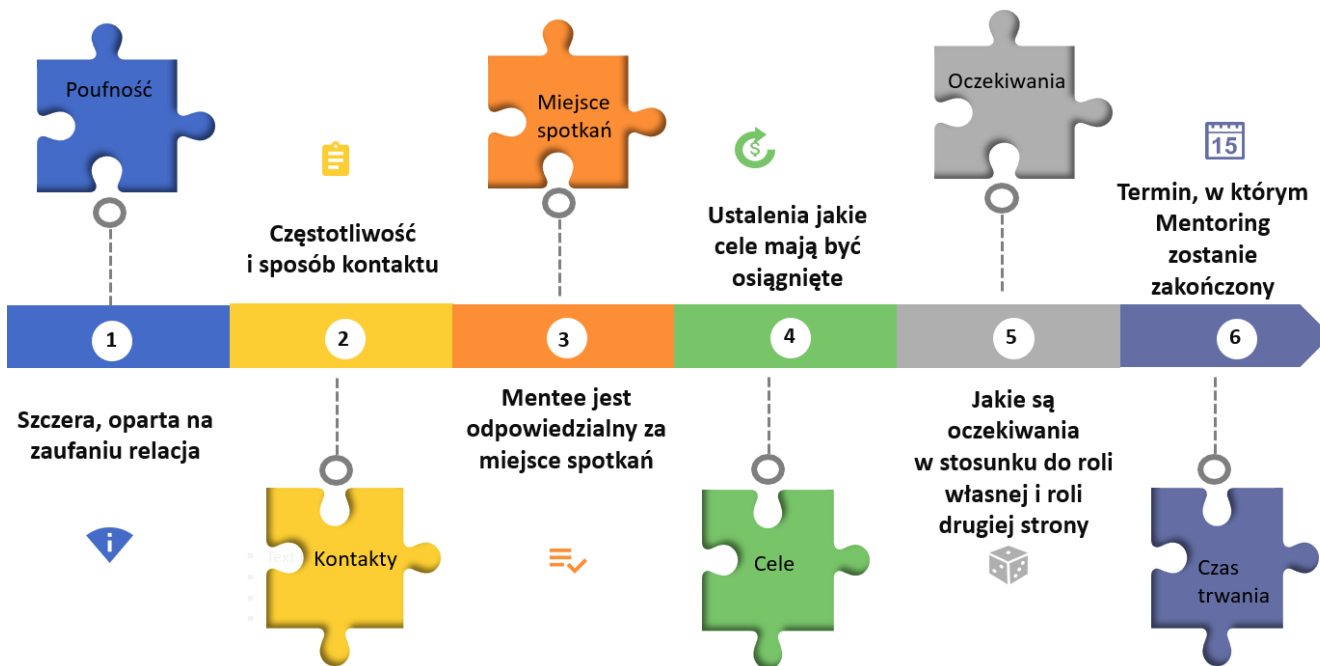 Poufność
1
Szczera, oparta na
zaufaniu relacja
Częstotliwość
i sposób kontaktu
2
Text
Kontakty
Miejsce
spotkań
3
Mentee jest
odpowiedzialny za
miejsce spotkań
$
Ustalenia jakie
cele mają być
osiągnięte
4
Cele
Oczekiwania
5
Jakie są
oczekiwania
w stosunku do roli
własnej i roli
drugiej strony
15
Termin, w którym
Mentoring
zostanie
zakończony
6
Czas
trwania